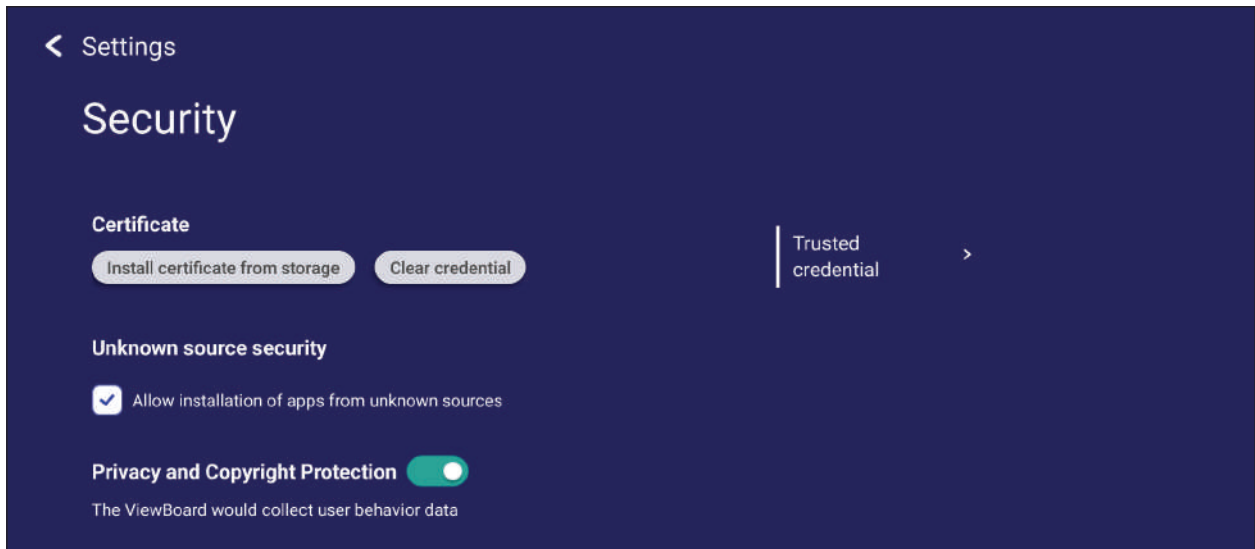 Settings
Security
Certificate
Install certificate from storage
Clear credential
Trusted
credential
Unknown source security
Allow installation of apps from unknown sources
Privacy and Copyright Protection
The ViewBoard would collect user behavior data